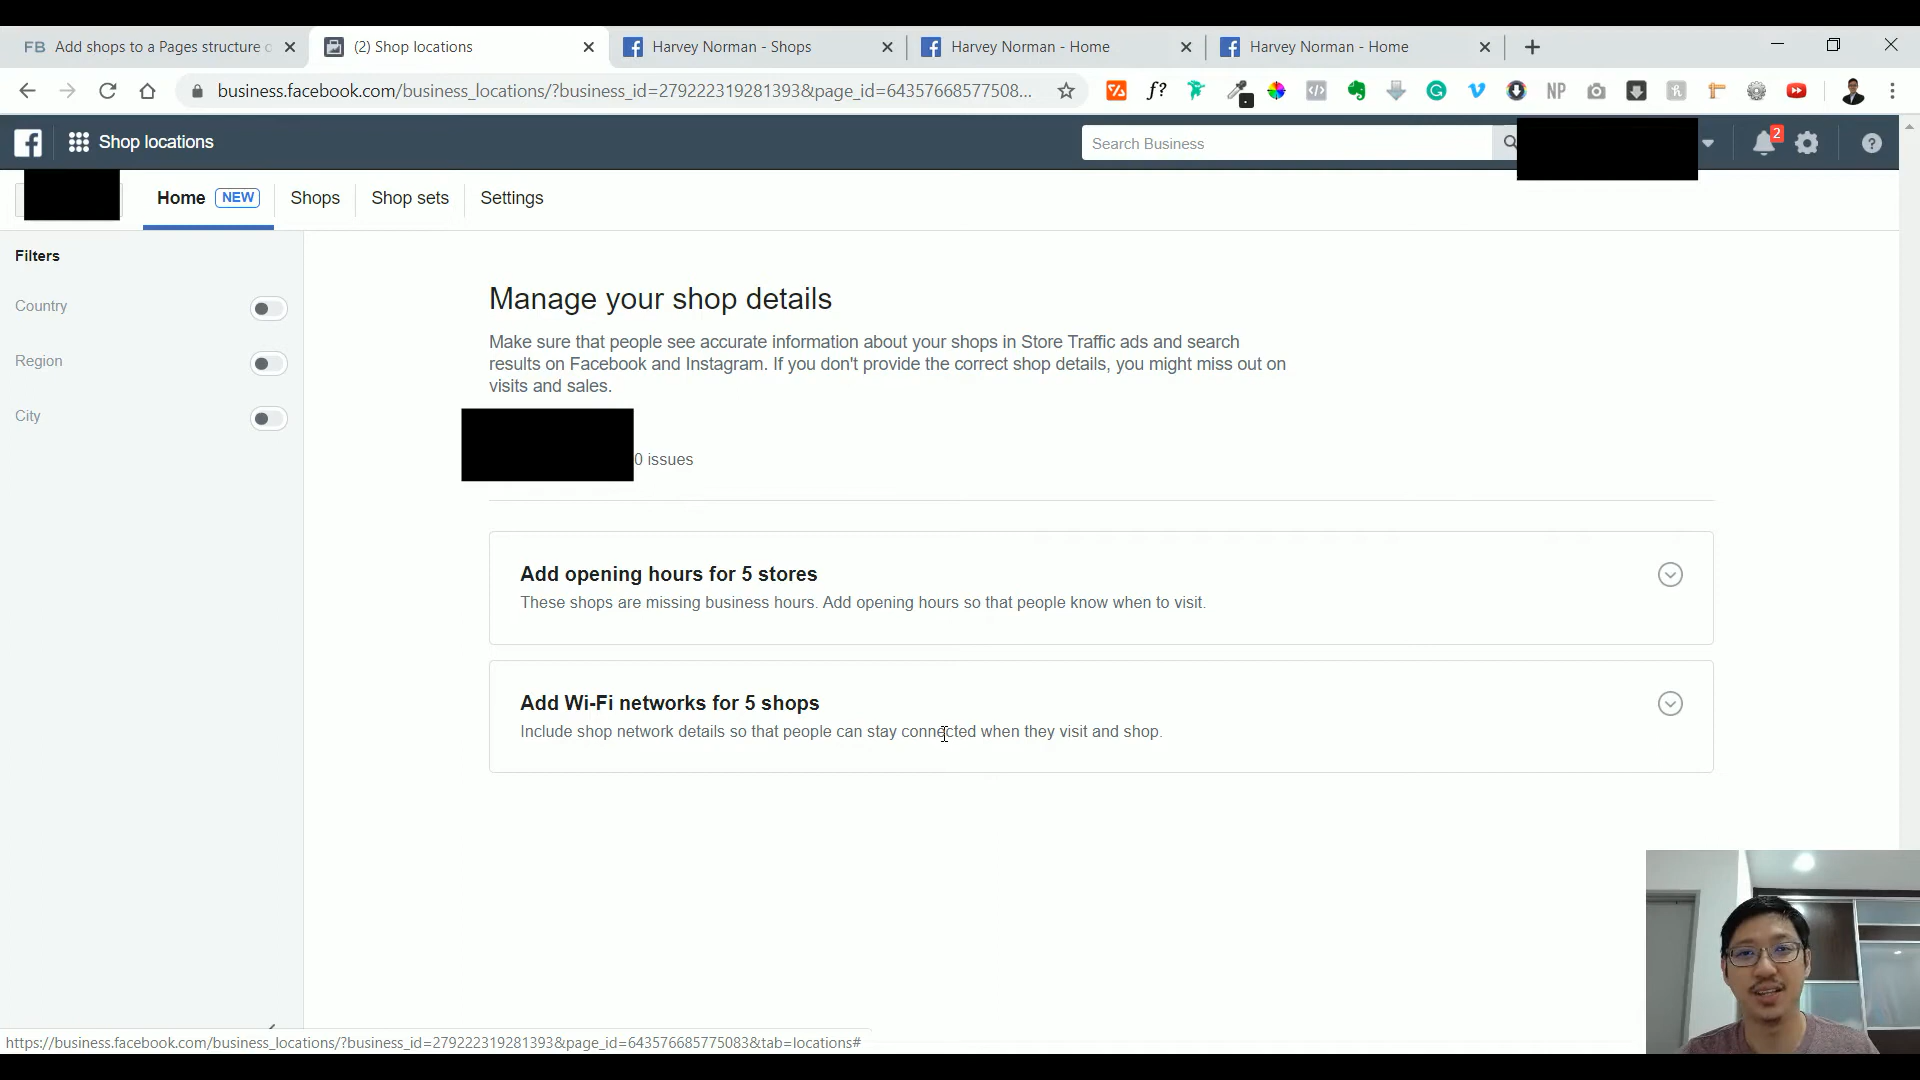 FB Add shops to a Pages structure
(2) Shop locations
Harvey Norman - Shops
Harvey Norman - Home
Harvey Norman - Home
business.facebook.com/business_locations/?business_id=279222319281393&page_id=64357668577508...
f?
NP
Shop locations
Search Business
2
Home NEW
Shops
Shop sets
Settings
Filters
Country
Region
City
Manage your shop details
Make sure that people see accurate information about your shops in Store Traffic ads and search
results on Facebook and Instagram. If you don't provide the correct shop details, you might miss out on
visits and sales.
0 issues
Add opening hours for 5 stores
These shops are missing business hours. Add opening hours so that people know when to visit.
Add Wi-Fi networks for 5 shops
Include shop network details so that people can stay connected when they visit and shop.
https://business.facebook.com/business_locations/?business_id=279222319281393&page_id=643576685775083&tab=locations#